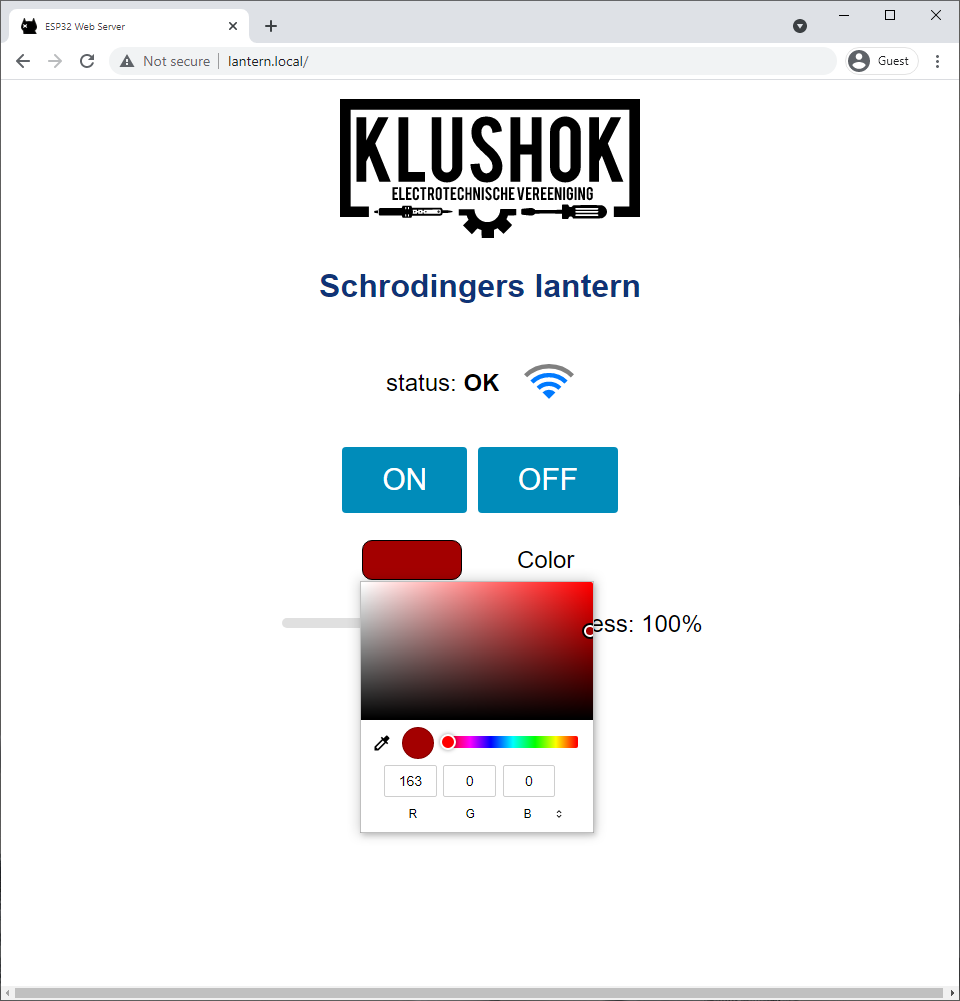 ESP32 Web Server
Not secure
lantern.local/
Guest
KLUSHOK
ELECTROTECHNISCHE VEREENIGING
Schrodingers lantern
status: OK
ON
OFF
Color
ess: 100%
163
0
0
R
G
B